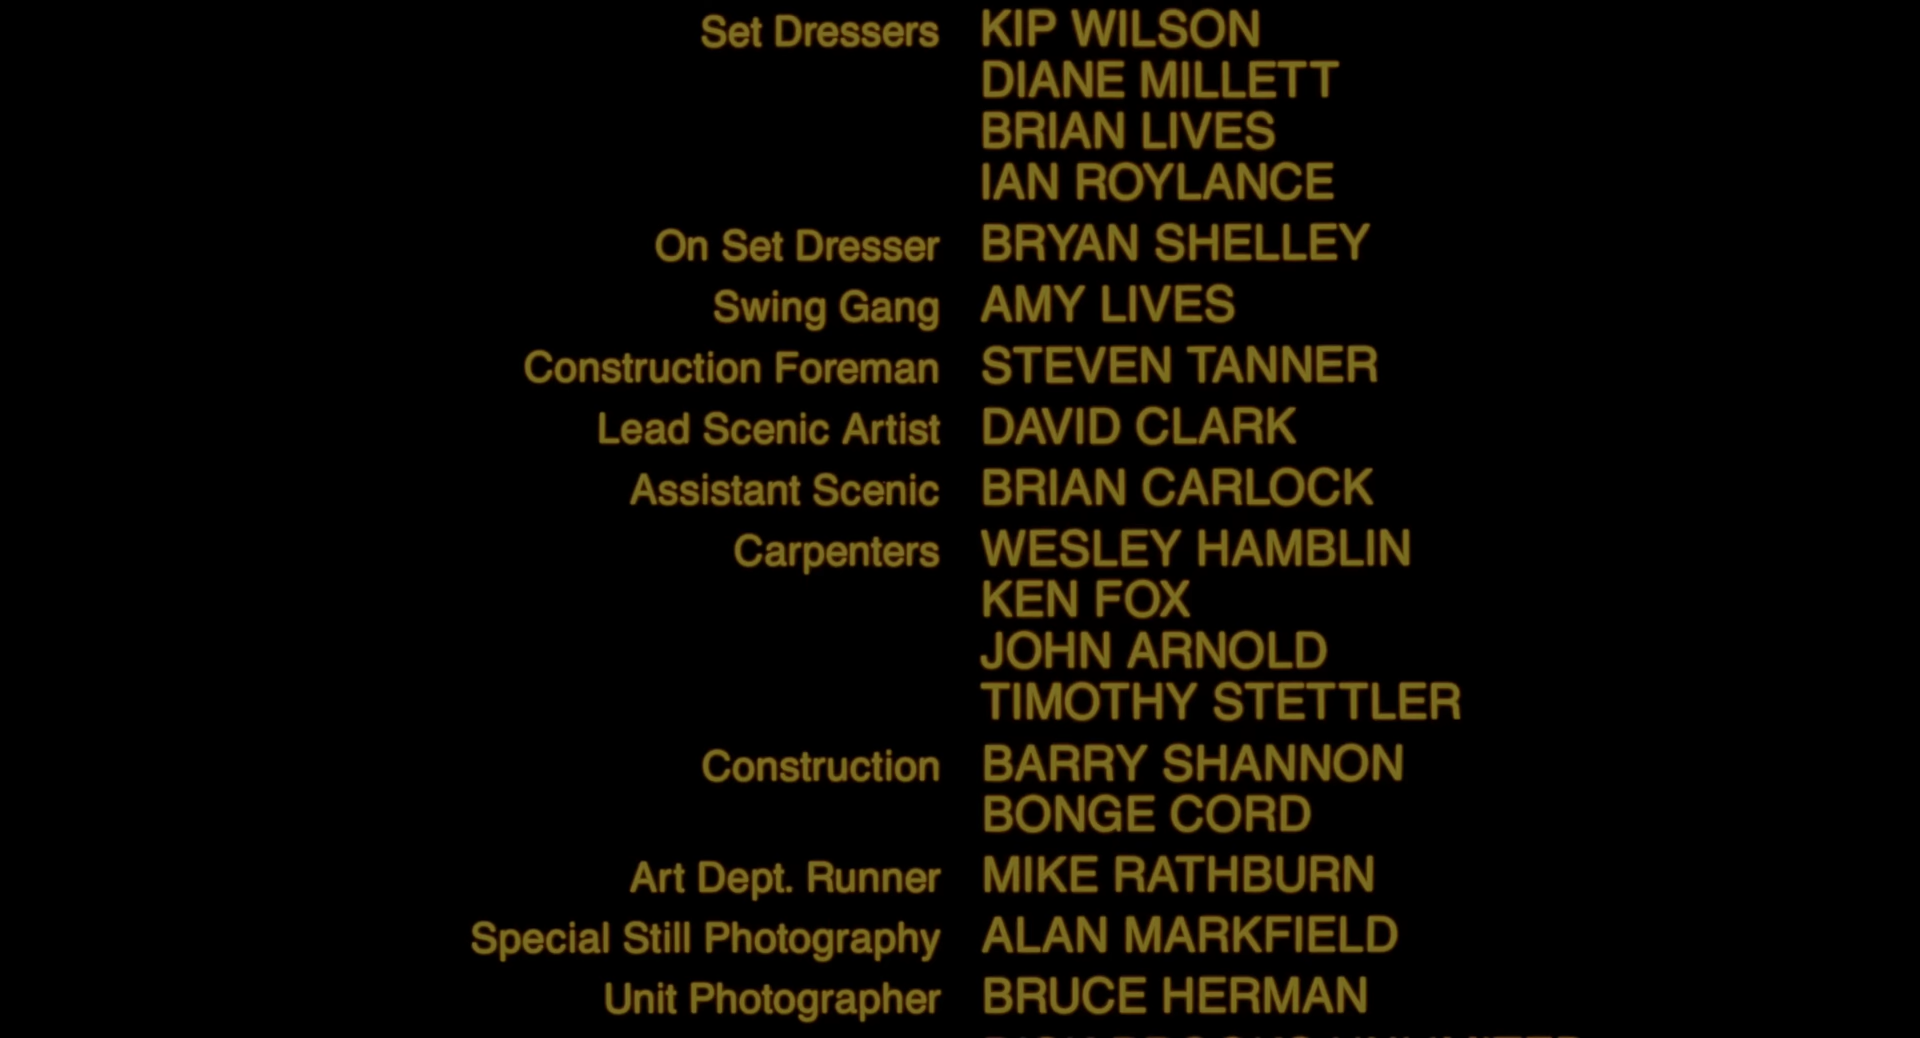 Set Dressers KIP WILSON
DIANE MILLETT
BRIAN LIVES
IAN ROYLANCE
On Set Dresser BRYAN SHELLEY
Swing Gang AMY LIVES
Construction Foreman STEVEN TANNER
Lead Scenic Artist DAVID CLARK
Assistant Scenic BRIAN CARLOCK
Carpenters WESLEY HAMBLIN
KEN FOX
JOHN ARNOLD
TIMOTHY STETTLER
Construction BARRY SHANNON
BONGE CORD
Art Dept. Runner MIKE RATHBURN
Special Still Photography ALAN MARKFIELD
Unit Photographer BRUCE HERMAN